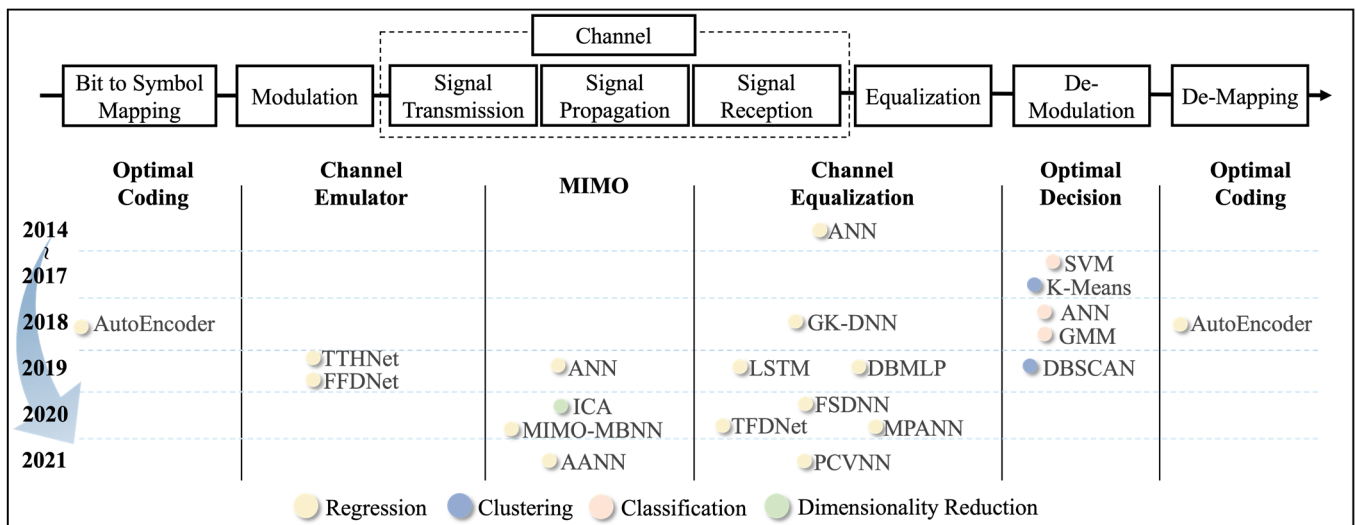 Channel
Bit to Symbol
Mapping
Modulation
Signal
Transmission
Signal
Propagation
Signal
Reception
Equalization
De-
Modulation
De-Mapping
Optimal
Coding
Channel
Emulator
MIMO
Channel
Equalization
Optimal
Decision
Optimal
Coding
2014
ANN
~
2017
SVM
K-Means
2018
AutoEncoder
GK-DNN
ANN
GMM
AutoEncoder
2019
TTHNet
FFDNet
ANN
LSTM
DBMLP
DBSCAN
2020
ICA
MIMO-MBNN
FSDNN
TFDNet
MPANN
2021
AANN
PCVNN
Regression
Clustering
Classification
Dimensionality Reduction